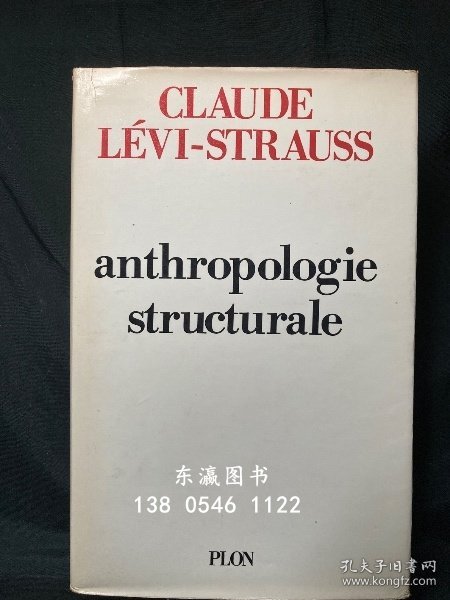 CLAUDE
LÉVI-STRAUSS
anthropologie
structurale
东瀛图书
138 0546 1122
PLON
孔夫子旧书网
www.kongfz.com